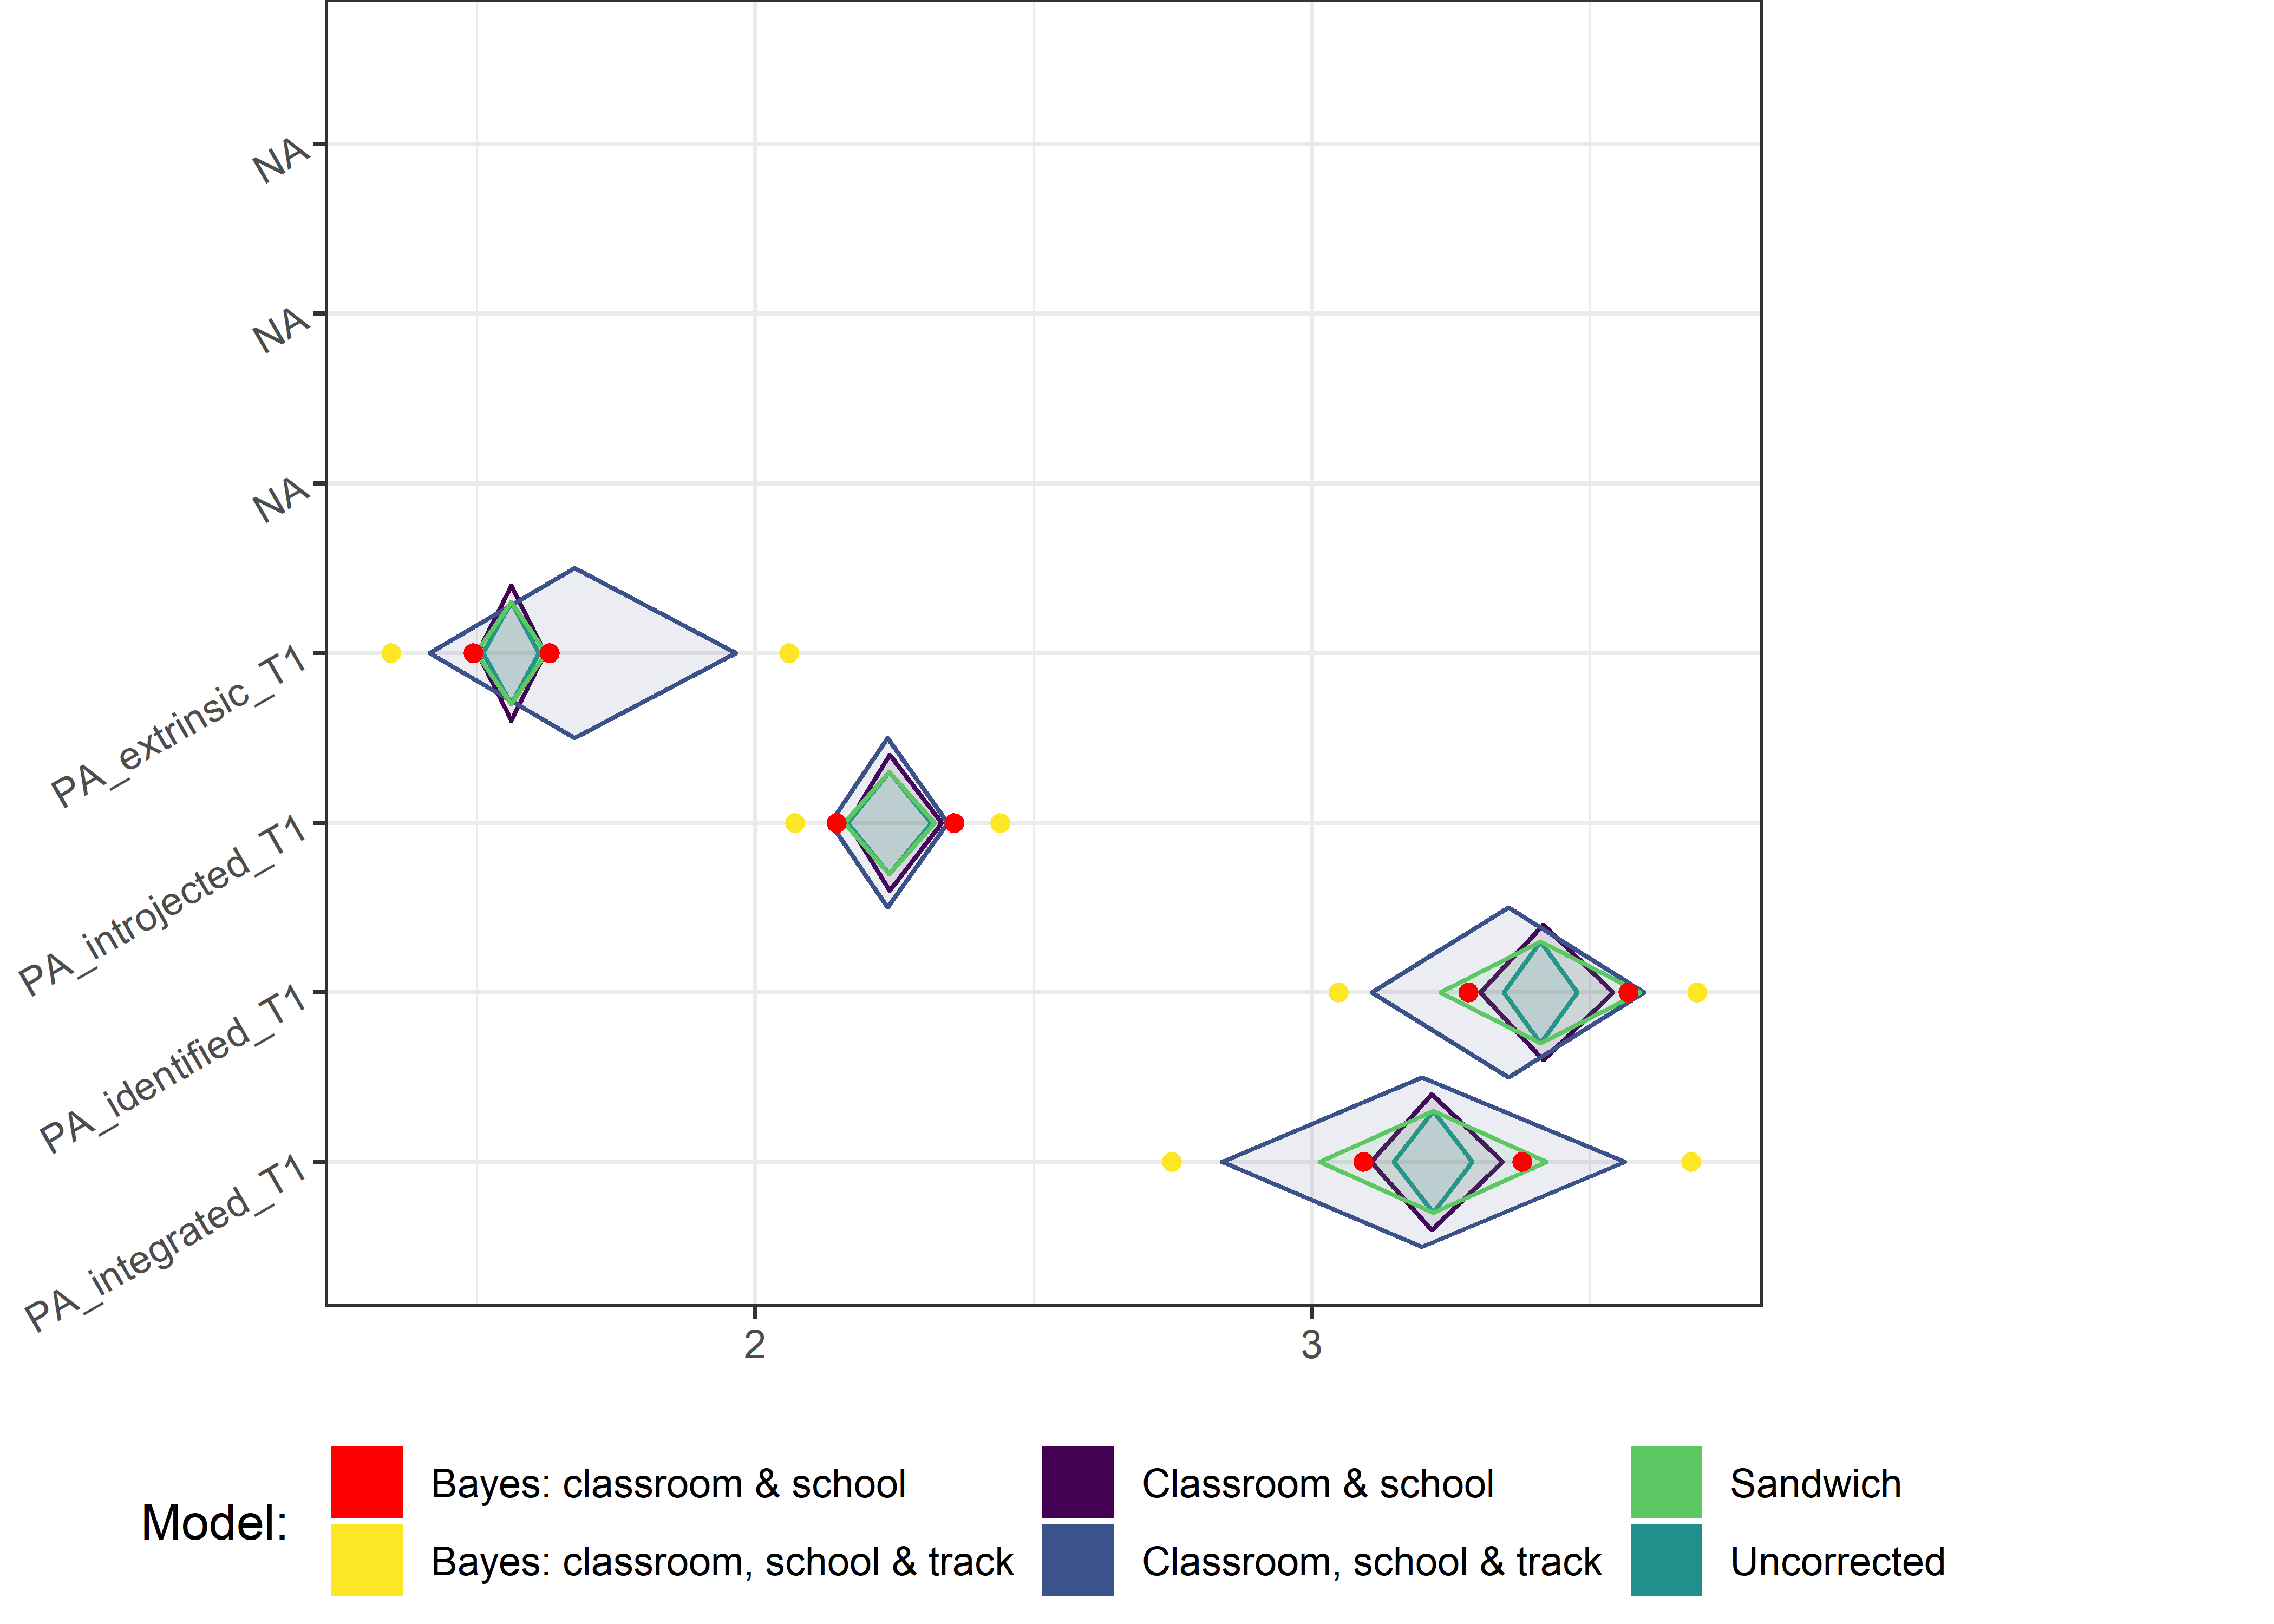 NA
NA
NA
PA_extrinsic_T1
PA_introjected_T1
PA_identified_T1
PA_integrated_T1
2 3
Model:
Bayes: classroom & school
Classroom & school
Sandwich
Bayes: classroom, school & track
Classroom, school & track
Uncorrected